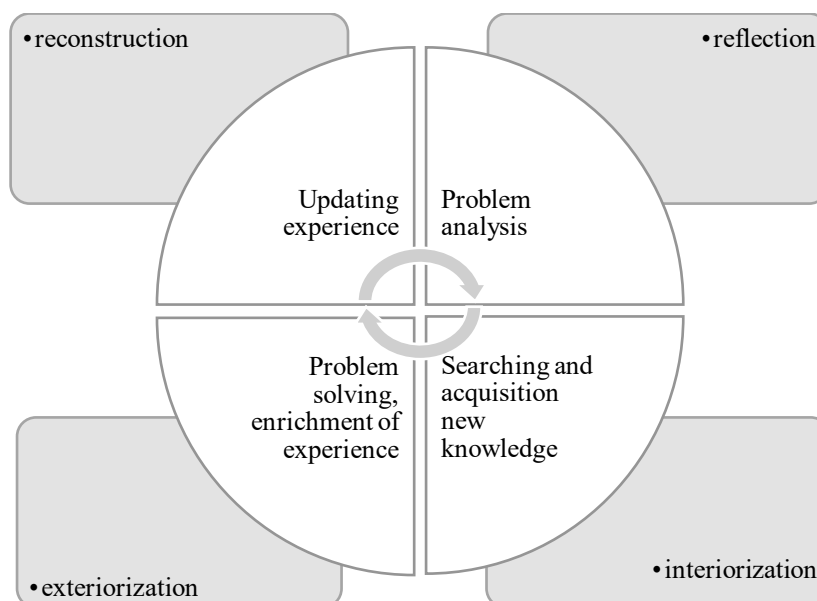 •reconstruction
•reflection
Updating
experience
Problem
analysis
Problem
solving,
enrichment of
experience
Searching and
acquisition
new
knowledge
•exteriorization
•interiorization